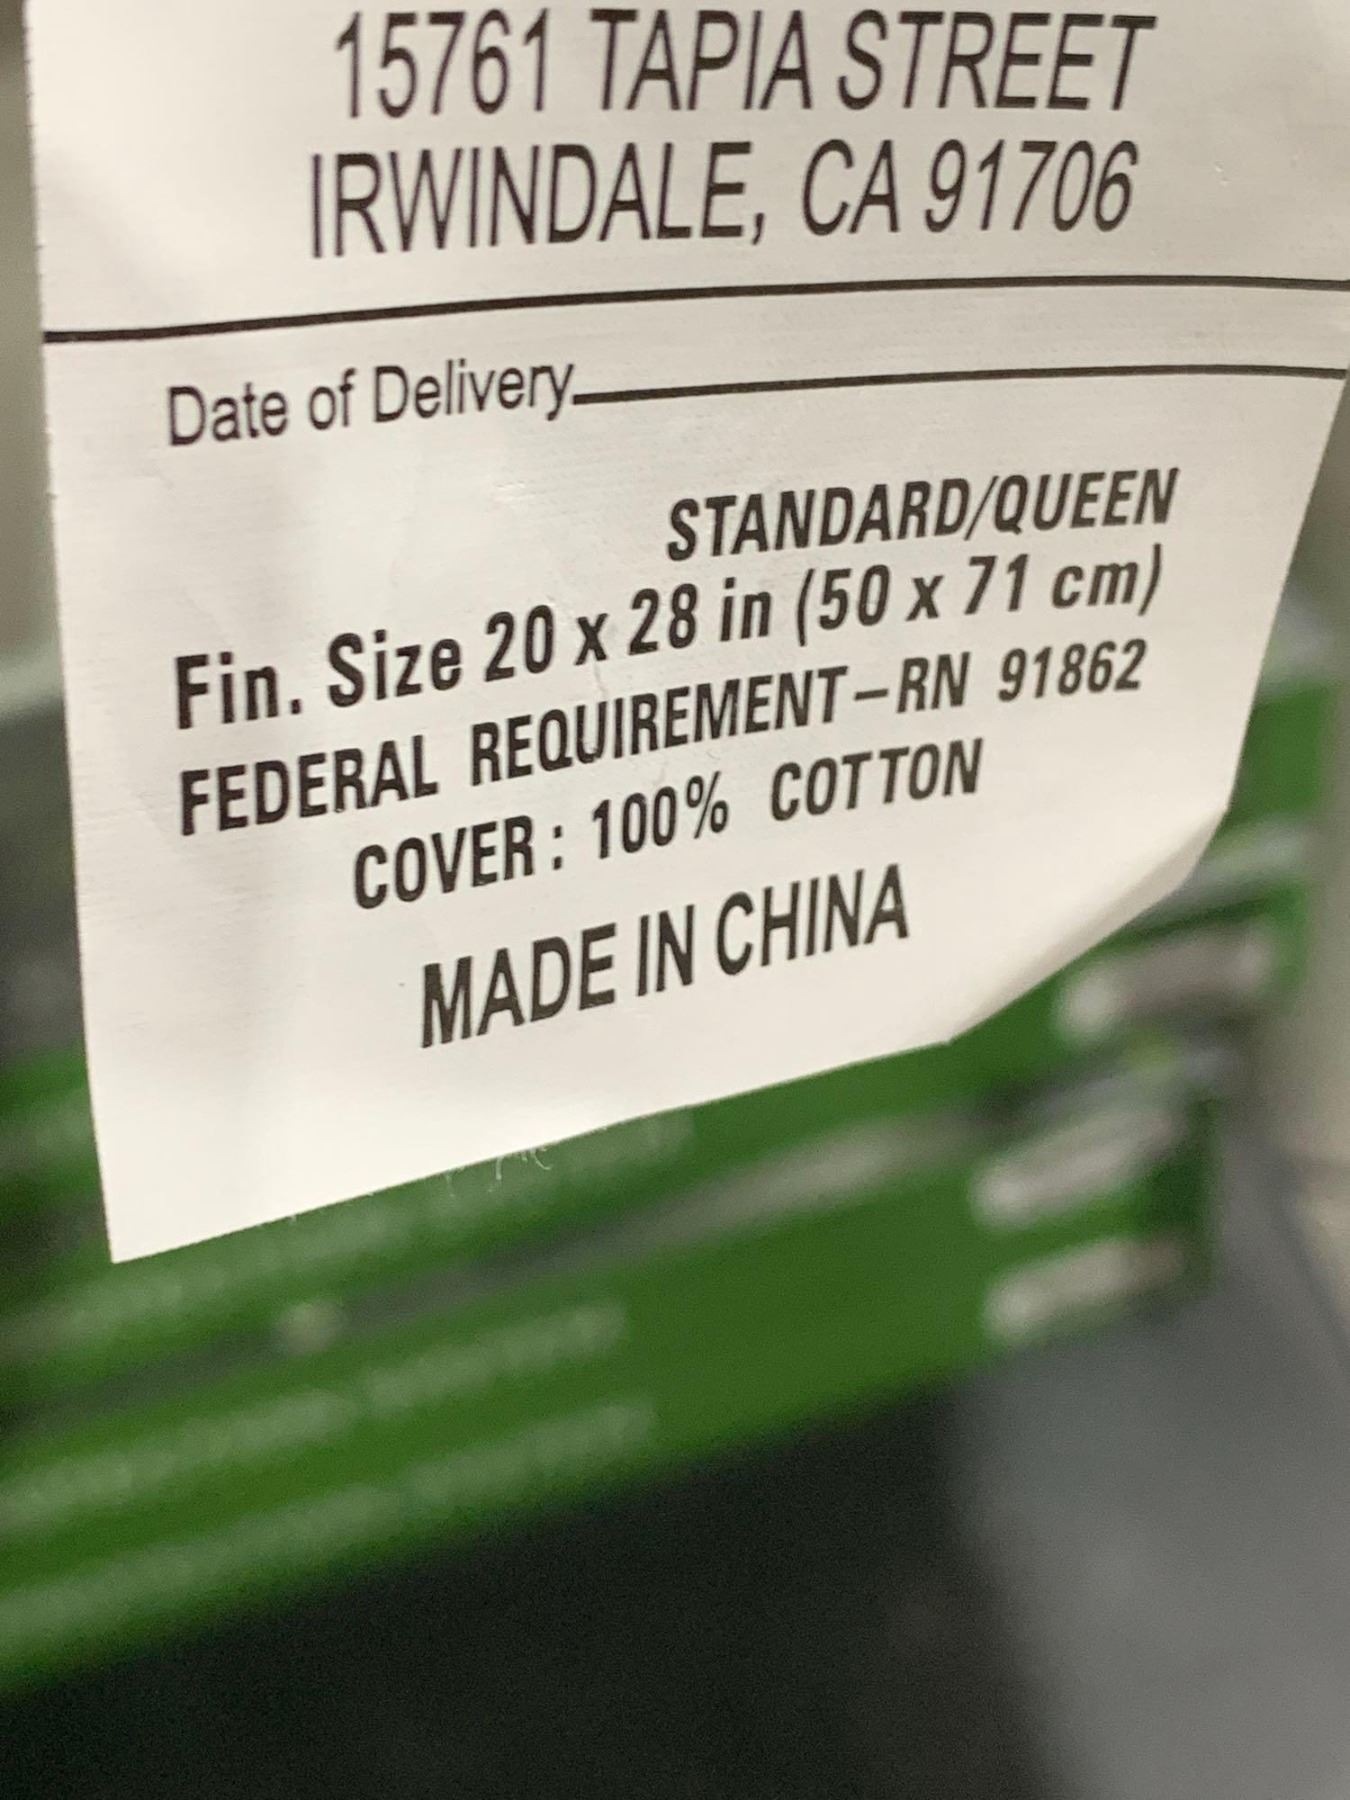 15761 TAPIA STREET
IRWINDALE, CA 91706
Date of Delivery
STANDARD/QUEEN
Fin. Size 20 x 28 in (50 x 71 cm)
FEDERAL REQUIREMENT–RN 91862
COVER: 100% COTTON
MADE IN CHINA